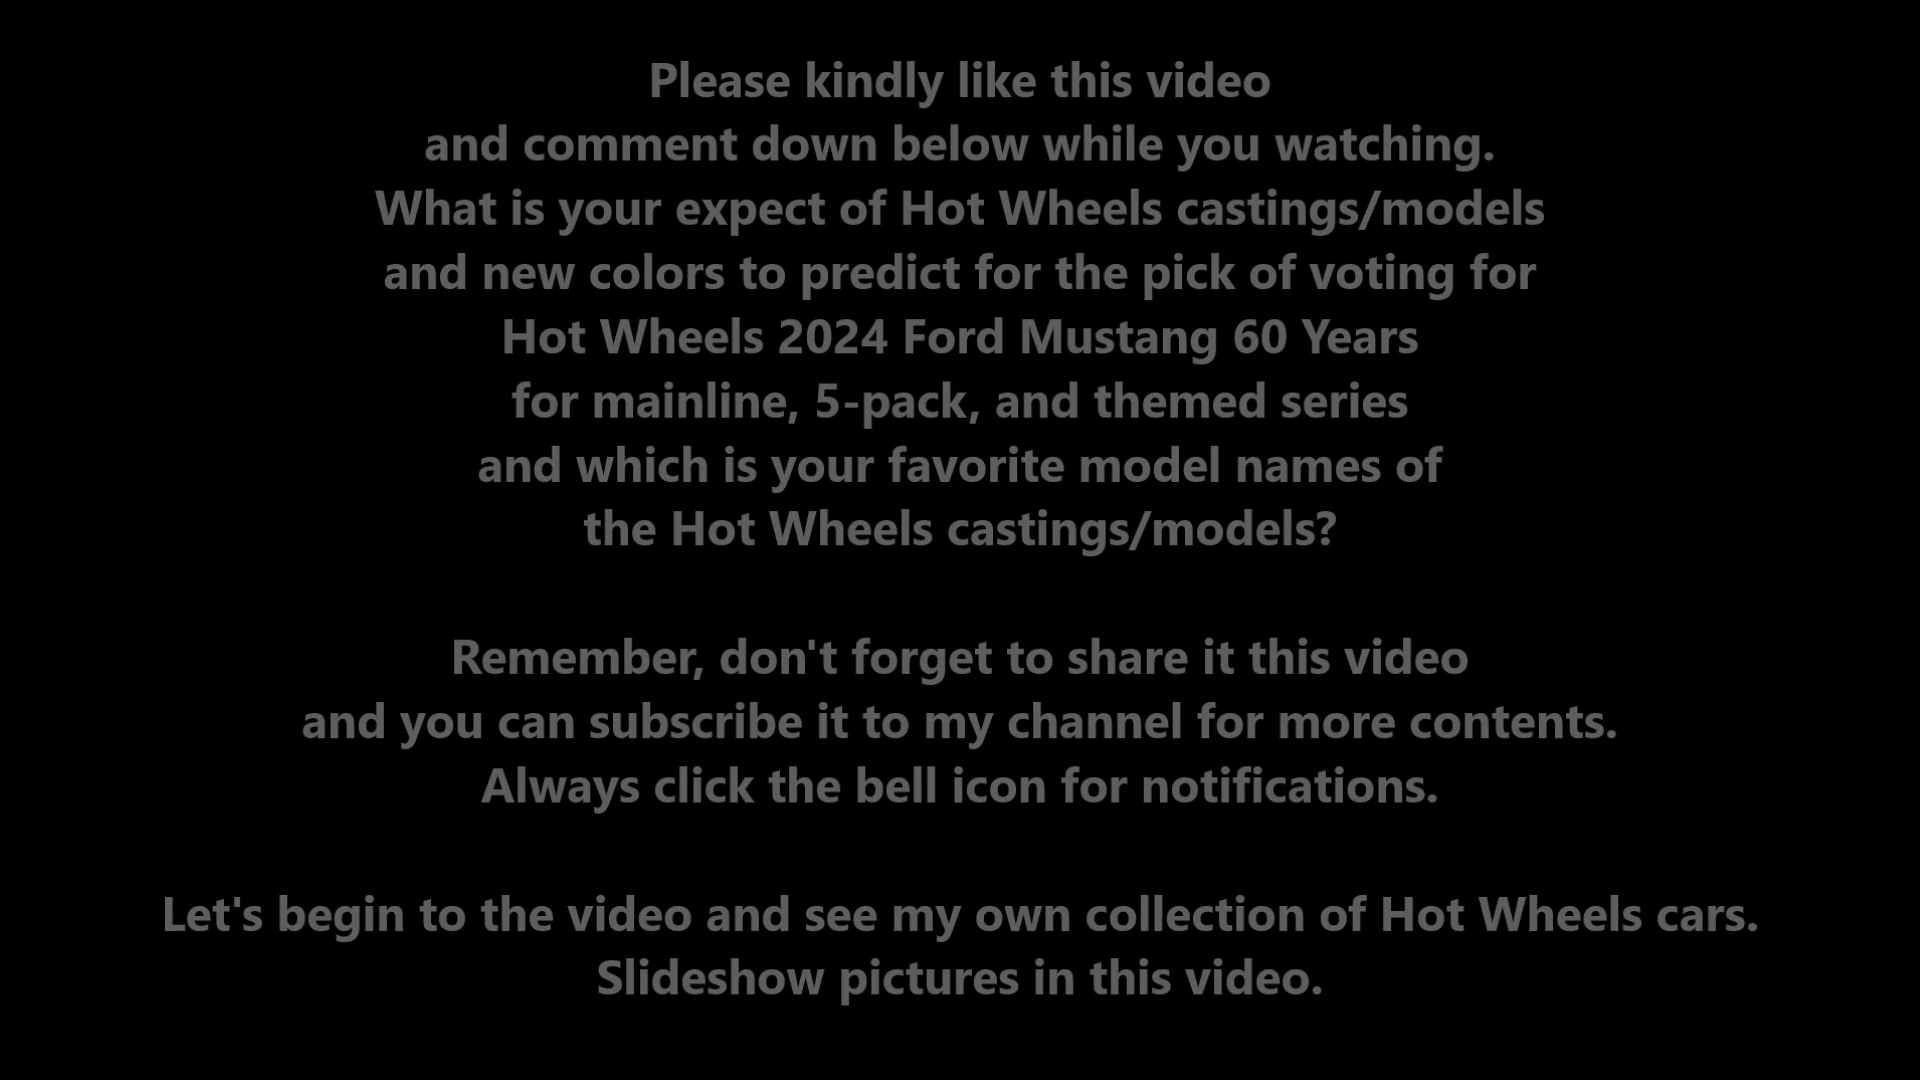 Please kindly like this video
and comment down below while you watching.
What is your expect of Hot Wheels castings/models
and new colors to predict for the pick of voting for
Hot Wheels 2024 Ford Mustang 60 Years
for mainline, 5-pack, and themed series
and which is your favorite model names of
the Hot Wheels castings/models?
Remember, don't forget to share it this video
and you can subscribe it to my channel for more contents.
Always click the bell icon for notifications.
Let's begin to the video and see my own collection of Hot Wheels cars.
Slideshow pictures in this video.